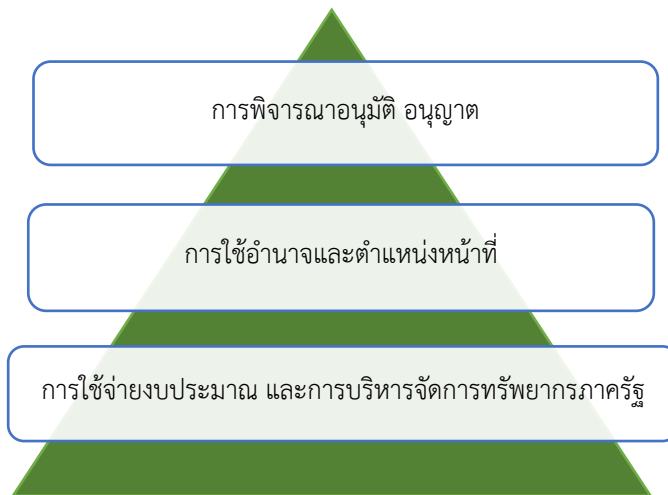 การพิจารณาอนุมัติ อนุญาต
การใช้อำนาจและตำแหน่งหน้าที่
การใช้จ่ายงบประมาณ และการบริหารจัดการทรัพยากรภาครัฐ